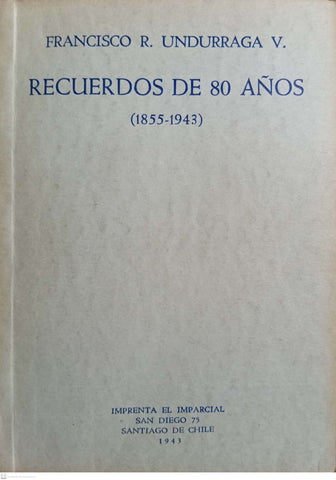 FRANCISCO R. UNDURRAGA V.
RECUERDOS DE 80 AÑOS
(1855-1943)
IMPRENTA EL IMPARCIAL
SAN DIEGO 75
SANTIAGO DE CHILE
1943